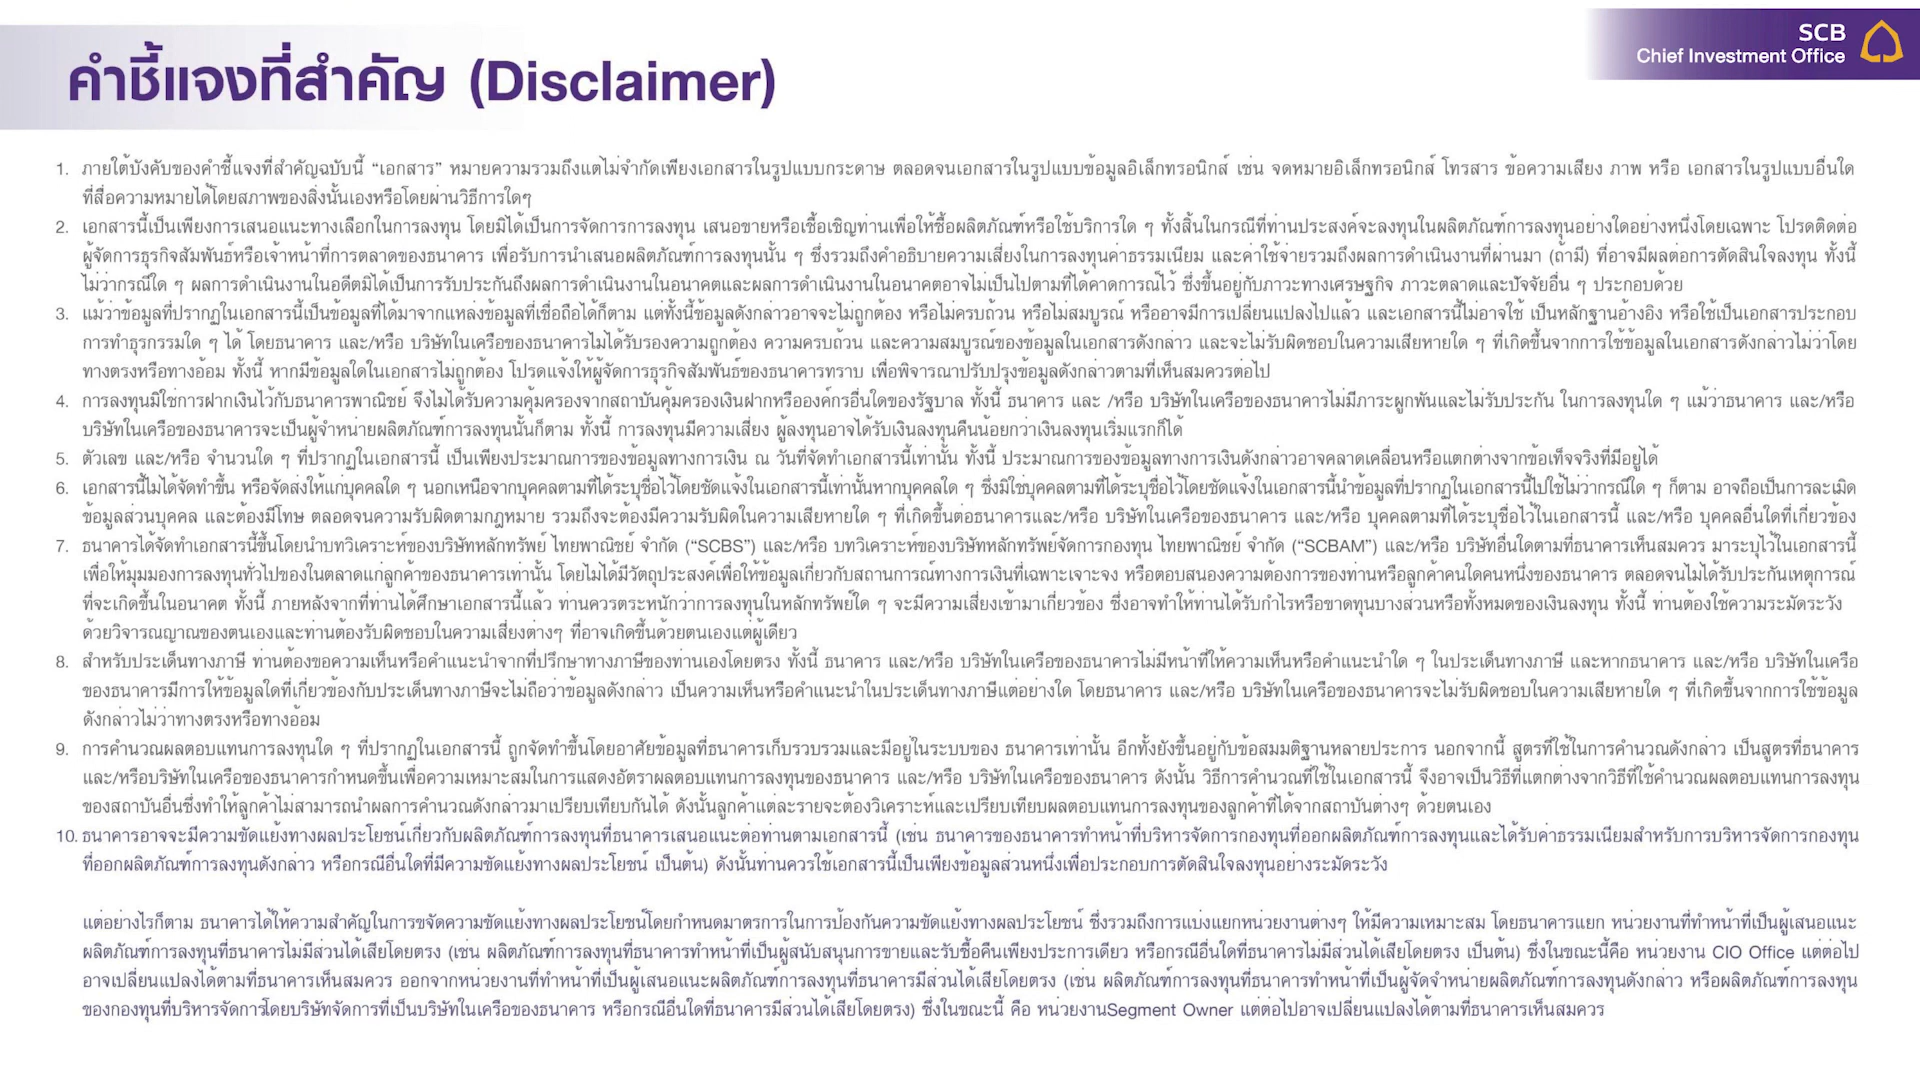 SCB
Chief Investment Office
คำชี้แจงที่สำคัญ (Disclaimer)
1. ภายใต้บังคับของคำชี้แจงที่สำคัญฉบับนี้ “เอกสาร” หมายความรวมถึงแต่ไม่จำกัดเพียงเอกสารในรูปแบบกระดาษ ตลอดจนเอกสารในรูปแบบข้อมูลอิเล็กทรอนิกส์ เช่น จดหมายอิเล็กทรอนิกส์ โทรสาร ข้อความเสียง ภาพ หรือ เอกสารในรูปแบบอื่นใด
ที่สื่อความหมายได้โดยสภาพของสิ่งนั้นเองหรือโดยผ่านวิธีการใดๆ
2. เอกสารนี้เป็นเพียงการเสนอแนะทางเลือกในการลงทุน โดยมิได้เป็นการจัดการการลงทุน เสนอขายหรือเชื้อเชิญท่านเพื่อให้ซื้อผลิตภัณฑ์หรือใช้บริการใด ๆ ทั้งสิ้นในกรณีที่ท่านประสงค์จะลงทุนในผลิตภัณฑ์การลงทุนอย่างใดอย่างหนึ่งโดยเฉพาะ โปรดติดต่อ
ผู้จัดการธุรกิจสัมพันธ์หรือเจ้าหน้าที่การตลาดของธนาคาร เพื่อรับการนำเสนอผลิตภัณฑ์การลงทุนนั้น ๆ ซึ่งรวมถึงคำอธิบายความเสี่ยงในการลงทุนค่าธรรมเนียม และค่าใช้จ่ายรวมถึงผลการดำเนินงานที่ผ่านมา (ถ้ามี) ที่อาจมีผลต่อการตัดสินใจลงทุน ทั้งนี้
ไม่ว่ากรณีใด ๆ ผลการดำเนินงานในอดีตมิได้เป็นการรับประกันถึงผลการดำเนินงานในอนาคตและผลการดำเนินงานในอนาคตอาจไม่เป็นไปตามที่ได้คาดการณ์ไว้ ซึ่งขึ้นอยู่กับภาวะทางเศรษฐกิจ ภาวะตลาดและปัจจัยอื่น ๆ ประกอบด้วย
3. แม้ว่าข้อมูลที่ปรากฏในเอกสารนี้เป็นข้อมูลที่ได้มาจากแหล่งข้อมูลที่เชื่อถือได้ก็ตาม แต่ทั้งนี้ข้อมูลดังกล่าวอาจจะไม่ถูกต้อง หรือไม่ครบถ้วน หรือไม่สมบูรณ์ หรืออาจมีการเปลี่ยนแปลงไปแล้ว และเอกสารนี้ไม่อาจใช้ เป็นหลักฐานอ้างอิง หรือใช้เป็นเอกสารประกอบ
การทำธุรกรรมใด ๆ ได้ โดยธนาคาร และ/หรือ บริษัทในเครือของธนาคารไม่ได้รับรองความถูกต้อง ความครบถ้วน และความสมบูรณ์ของข้อมูลในเอกสารดังกล่าว และจะไม่รับผิดชอบในความเสียหายใด ๆ ที่เกิดขึ้นจากการใช้ข้อมูลในเอกสารดังกล่าวไม่ว่าโดย
ทางตรงหรือทางอ้อม ทั้งนี้ หากมีข้อมูลใดในเอกสารไม่ถูกต้อง โปรดแจ้งให้ผู้จัดการธุรกิจสัมพันธ์ของธนาคารทราบ เพื่อพิจารณาปรับปรุงข้อมูลดังกล่าวตามที่เห็นสมควรต่อไป
4. การลงทุนมิใช่การฝากเงินไว้กับธนาคารพาณิชย์ จึงไม่ได้รับความคุ้มครองจากสถาบันคุ้มครองเงินฝากหรือองค์กรอื่นใดของรัฐบาล ทั้งนี้ ธนาคาร และ /หรือ บริษัทในเครือของธนาคารไม่มีภาระผูกพันและไม่รับประกัน ในการลงทุนใด ๆ แม้ว่าธนาคาร และ/หรือ
บริษัทในเครือของธนาคารจะเป็นผู้จำหน่ายผลิตภัณฑ์การลงทุนนั้นก็ตาม ทั้งนี้ การลงทุนมีความเสี่ยง ผู้ลงทุนอาจได้รับเงินลงทุนคืนน้อยกว่าเงินลงทุนเริ่มแรกก็ได้
5. ตัวเลข และ/หรือ จำนวนใด ๆ ที่ปรากฏในเอกสารนี้ เป็นเพียงประมาณการของข้อมูลทางการเงิน ณ วันที่จัดทำเอกสารนี้เท่านั้น ทั้งนี้ ประมาณการของข้อมูลทางการเงินดังกล่าวอาจคลาดเคลื่อนหรือแตกต่างจากข้อเท็จจริงที่มีอยู่ได้
6. เอกสารนี้ไม่ได้จัดทำขึ้น หรือจัดส่งให้แก่บุคคลใด ๆ นอกเหนือจากบุคคลตามที่ได้ระบุชื่อไว้โดยชัดแจ้งในเอกสารนี้เท่านั้นหากบุคคลใด ๆ ซึ่งมิใช่บุคคลตามที่ได้ระบุชื่อไว้โดยชัดแจ้งในเอกสารนี้นำข้อมูลที่ปรากฏในเอกสารนี้ไปใช้ไม่ว่ากรณีใด ๆ ก็ตาม อาจถือเป็นการละเมิด
ข้อมูลส่วนบุคคล และต้องมีโทษ ตลอดจนความรับผิดตามกฎหมาย รวมถึงจะต้องมีความรับผิดในความเสียหายใด ๆ ที่เกิดขึ้นต่อธนาคารและ/หรือ บริษัทในเครือของธนาคาร และ/หรือ บุคคลตามที่ได้ระบุชื่อไว้ในเอกสารนี้ และ/หรือ บุคคลอื่นใดที่เกี่ยวข้อง
7. ธนาคารได้จัดทำเอกสารนี้ขึ้นโดยนำบทวิเคราะห์ของบริษัทหลักทรัพย์ ไทยพาณิชย์ จำกัด (“SCBS”) และ/หรือ บทวิเคราะห์ของบริษัทหลักทรัพย์จัดการกองทุน ไทยพาณิชย์ จำกัด (“SCBAM”) และ/หรือ บริษัทอื่นใดตามที่ธนาคารเห็นสมควร มาระบุไว้ในเอกสารนี้
เพื่อให้มุมมองการลงทุนทั่วไปของในตลาดแก่ลูกค้าของธนาคารเท่านั้น โดยไม่ได้มีวัตถุประสงค์เพื่อให้ข้อมูลเกี่ยวกับสถานการณ์ทางการเงินที่เฉพาะเจาะจง หรือตอบสนองความต้องการของท่านหรือลูกค้าคนใดคนหนึ่งของธนาคาร ตลอดจนไม่ได้รับประกันเหตุการณ์
ที่จะเกิดขึ้นในอนาคต ทั้งนี้ ภายหลังจากที่ท่านได้ศึกษาเอกสารนี้แล้ว ท่านควรตระหนักว่าการลงทุนในหลักทรัพย์ใด ๆ จะมีความเสี่ยงเข้ามาเกี่ยวข้อง ซึ่งอาจทำให้ท่านได้รับกำไรหรือขาดทุนบางส่วนหรือทั้งหมดของเงินลงทุน ทั้งนี้ ท่านต้องใช้ความระมัดระวัง
ด้วยวิจารณญาณของตนเองและท่านต้องรับผิดชอบในความเสี่ยงต่างๆ ที่อาจเกิดขึ้นด้วยตนเองแต่ผู้เดียว
8. สำหรับประเด็นทางภาษี ท่านต้องขอความเห็นหรือคำแนะนำจากที่ปรึกษาทางภาษีของท่านเองโดยตรง ทั้งนี้ ธนาคาร และ/หรือ บริษัทในเครือของธนาคารไม่มีหน้าที่ให้ความเห็นหรือคำแนะนำใด ๆ ในประเด็นทางภาษี และหากธนาคาร และ/หรือ บริษัทในเครือ
ของธนาคารมีการให้ข้อมูลใดที่เกี่ยวข้องกับประเด็นทางภาษีจะไม่ถือว่าข้อมูลดังกล่าว เป็นความเห็นหรือคำแนะนำในประเด็นทางภาษีแต่อย่างใด โดยธนาคาร และ/หรือ บริษัทในเครือของธนาคารจะไม่รับผิดชอบในความเสียหายใด ๆ ที่เกิดขึ้นจากการใช้ข้อมูล
ดังกล่าวไม่ว่าทางตรงหรือทางอ้อม
9. การคำนวณผลตอบแทนการลงทุนใด ๆ ที่ปรากฏในเอกสารนี้ ถูกจัดทำขึ้นโดยอาศัยข้อมูลที่ธนาคารเก็บรวบรวมและมีอยู่ในระบบของ ธนาคารเท่านั้น อีกทั้งยังขึ้นอยู่กับข้อสมมติฐานหลายประการ นอกจากนี้ สูตรที่ใช้ในการคำนวณดังกล่าว เป็นสูตรที่ธนาคาร
และ/หรือบริษัทในเครือของธนาคารกำหนดขึ้นเพื่อความเหมาะสมในการแสดงอัตราผลตอบแทนการลงทุนของธนาคาร และ/หรือ บริษัทในเครือของธนาคาร ดังนั้น วิธีการคำนวณที่ใช้ในเอกสารนี้ จึงอาจเป็นวิธีที่แตกต่างจากวิธีที่ใช้คำนวณผลตอบแทนการลงทุน
ของสถาบันอื่นซึ่งทำให้ลูกค้าไม่สามารถนำผลการคำนวณดังกล่าวมาเปรียบเทียบกันได้ ดังนั้นลูกค้าแต่ละรายจะต้องวิเคราะห์และเปรียบเทียบผลตอบแทนการลงทุนของลูกค้าที่ได้จากสถาบันต่างๆ ด้วยตนเอง
10. ธนาคารอาจจะมีความขัดแย้งทางผลประโยชน์เกี่ยวกับผลิตภัณฑ์การลงทุนที่ธนาคารเสนอแนะต่อท่านตามเอกสารนี้ (เช่น ธนาคารของธนาคารทำหน้าที่บริหารจัดการกองทุนที่ออกผลิตภัณฑ์การลงทุนและได้รับค่าธรรมเนียมสำหรับการบริหารจัดการกองทุน
ที่ออกผลิตภัณฑ์การลงทุนดังกล่าว หรือกรณีอื่นใดที่มีความขัดแย้งทางผลประโยชน์ เป็นต้น) ดังนั้นท่านควรใช้เอกสารนี้เป็นเพียงข้อมูลส่วนหนึ่งเพื่อประกอบการตัดสินใจลงทุนอย่างระมัดระวัง
แต่อย่างไรก็ตาม ธนาคารได้ให้ความสำคัญในการขจัดความขัดแย้งทางผลประโยชน์โดยกำหนดมาตรการในการป้องกันความขัดแย้งทางผลประโยชน์ ซึ่งรวมถึงการแบ่งแยกหน่วยงานต่างๆ ให้มีความเหมาะสม โดยธนาคารแยก หน่วยงานที่ทำหน้าที่เป็นผู้เสนอแนะ
ผลิตภัณฑ์การลงทุนที่ธนาคารไม่มีส่วนได้เสียโดยตรง (เช่น ผลิตภัณฑ์การลงทุนที่ธนาคารทำหน้าที่เป็นผู้สนับสนุนการขายและรับซื้อคืนเพียงประการเดียว หรือกรณีอื่นใดที่ธนาคารไม่มีส่วนได้เสียโดยตรง เป็นต้น) ซึ่งในขณะนี้คือ หน่วยงาน CIO Office แต่ต่อไป
อาจเปลี่ยนแปลงได้ตามที่ธนาคารเห็นสมควร ออกจากหน่วยงานที่ทำหน้าที่เป็นผู้เสนอแนะผลิตภัณฑ์การลงทุนที่ธนาคารมีส่วนได้เสียโดยตรง (เช่น ผลิตภัณฑ์การลงทุนที่ธนาคารทำหน้าที่เป็นผู้จัดจำหน่ายผลิตภัณฑ์การลงทุนดังกล่าว หรือผลิตภัณฑ์การลงทุน
ของกองทุนที่บริหารจัดการโดยบริษัทจัดการที่เป็นบริษัทในเครือของธนาคาร หรือกรณีอื่นใดที่ธนาคารมีส่วนได้เสียโดยตรง) ซึ่งในขณะนี้ คือ หน่วยงานSegment Owner แต่ต่อไปอาจเปลี่ยนแปลงได้ตามที่ธนาคารเห็นสมควร